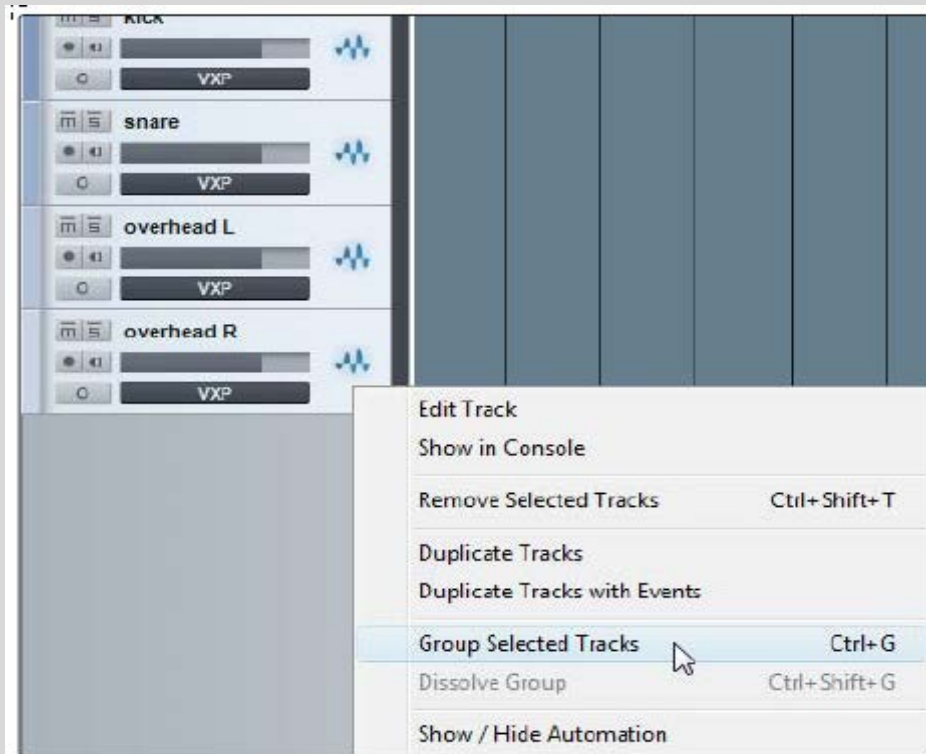 m s kick
VXP
m s snare
VXP
m s overhead L
VXP
m s overhead R
VXP
Edit Track
Show in Console
Remove Selected Tracks Ctrl+Shift+T
Duplicate Tracks
Duplicate Tracks with Events
Group Selected Tracks Ctrl+G
Dissolve Group Ctrl+Shift+G
Show / Hide Automation